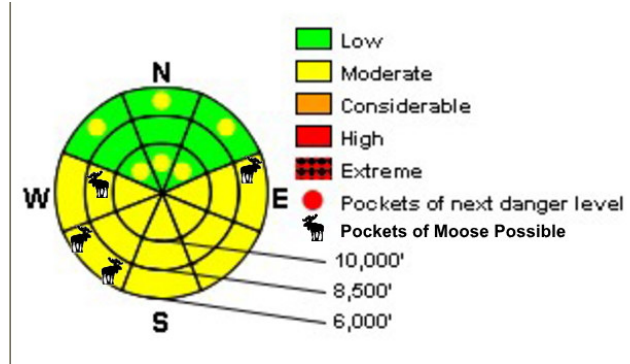 Low
Moderate
Considerable
High
Extreme
Pockets of next danger level
Pockets of Moose Possible
N
W
E
S
10,000'
8,500'
6,000'